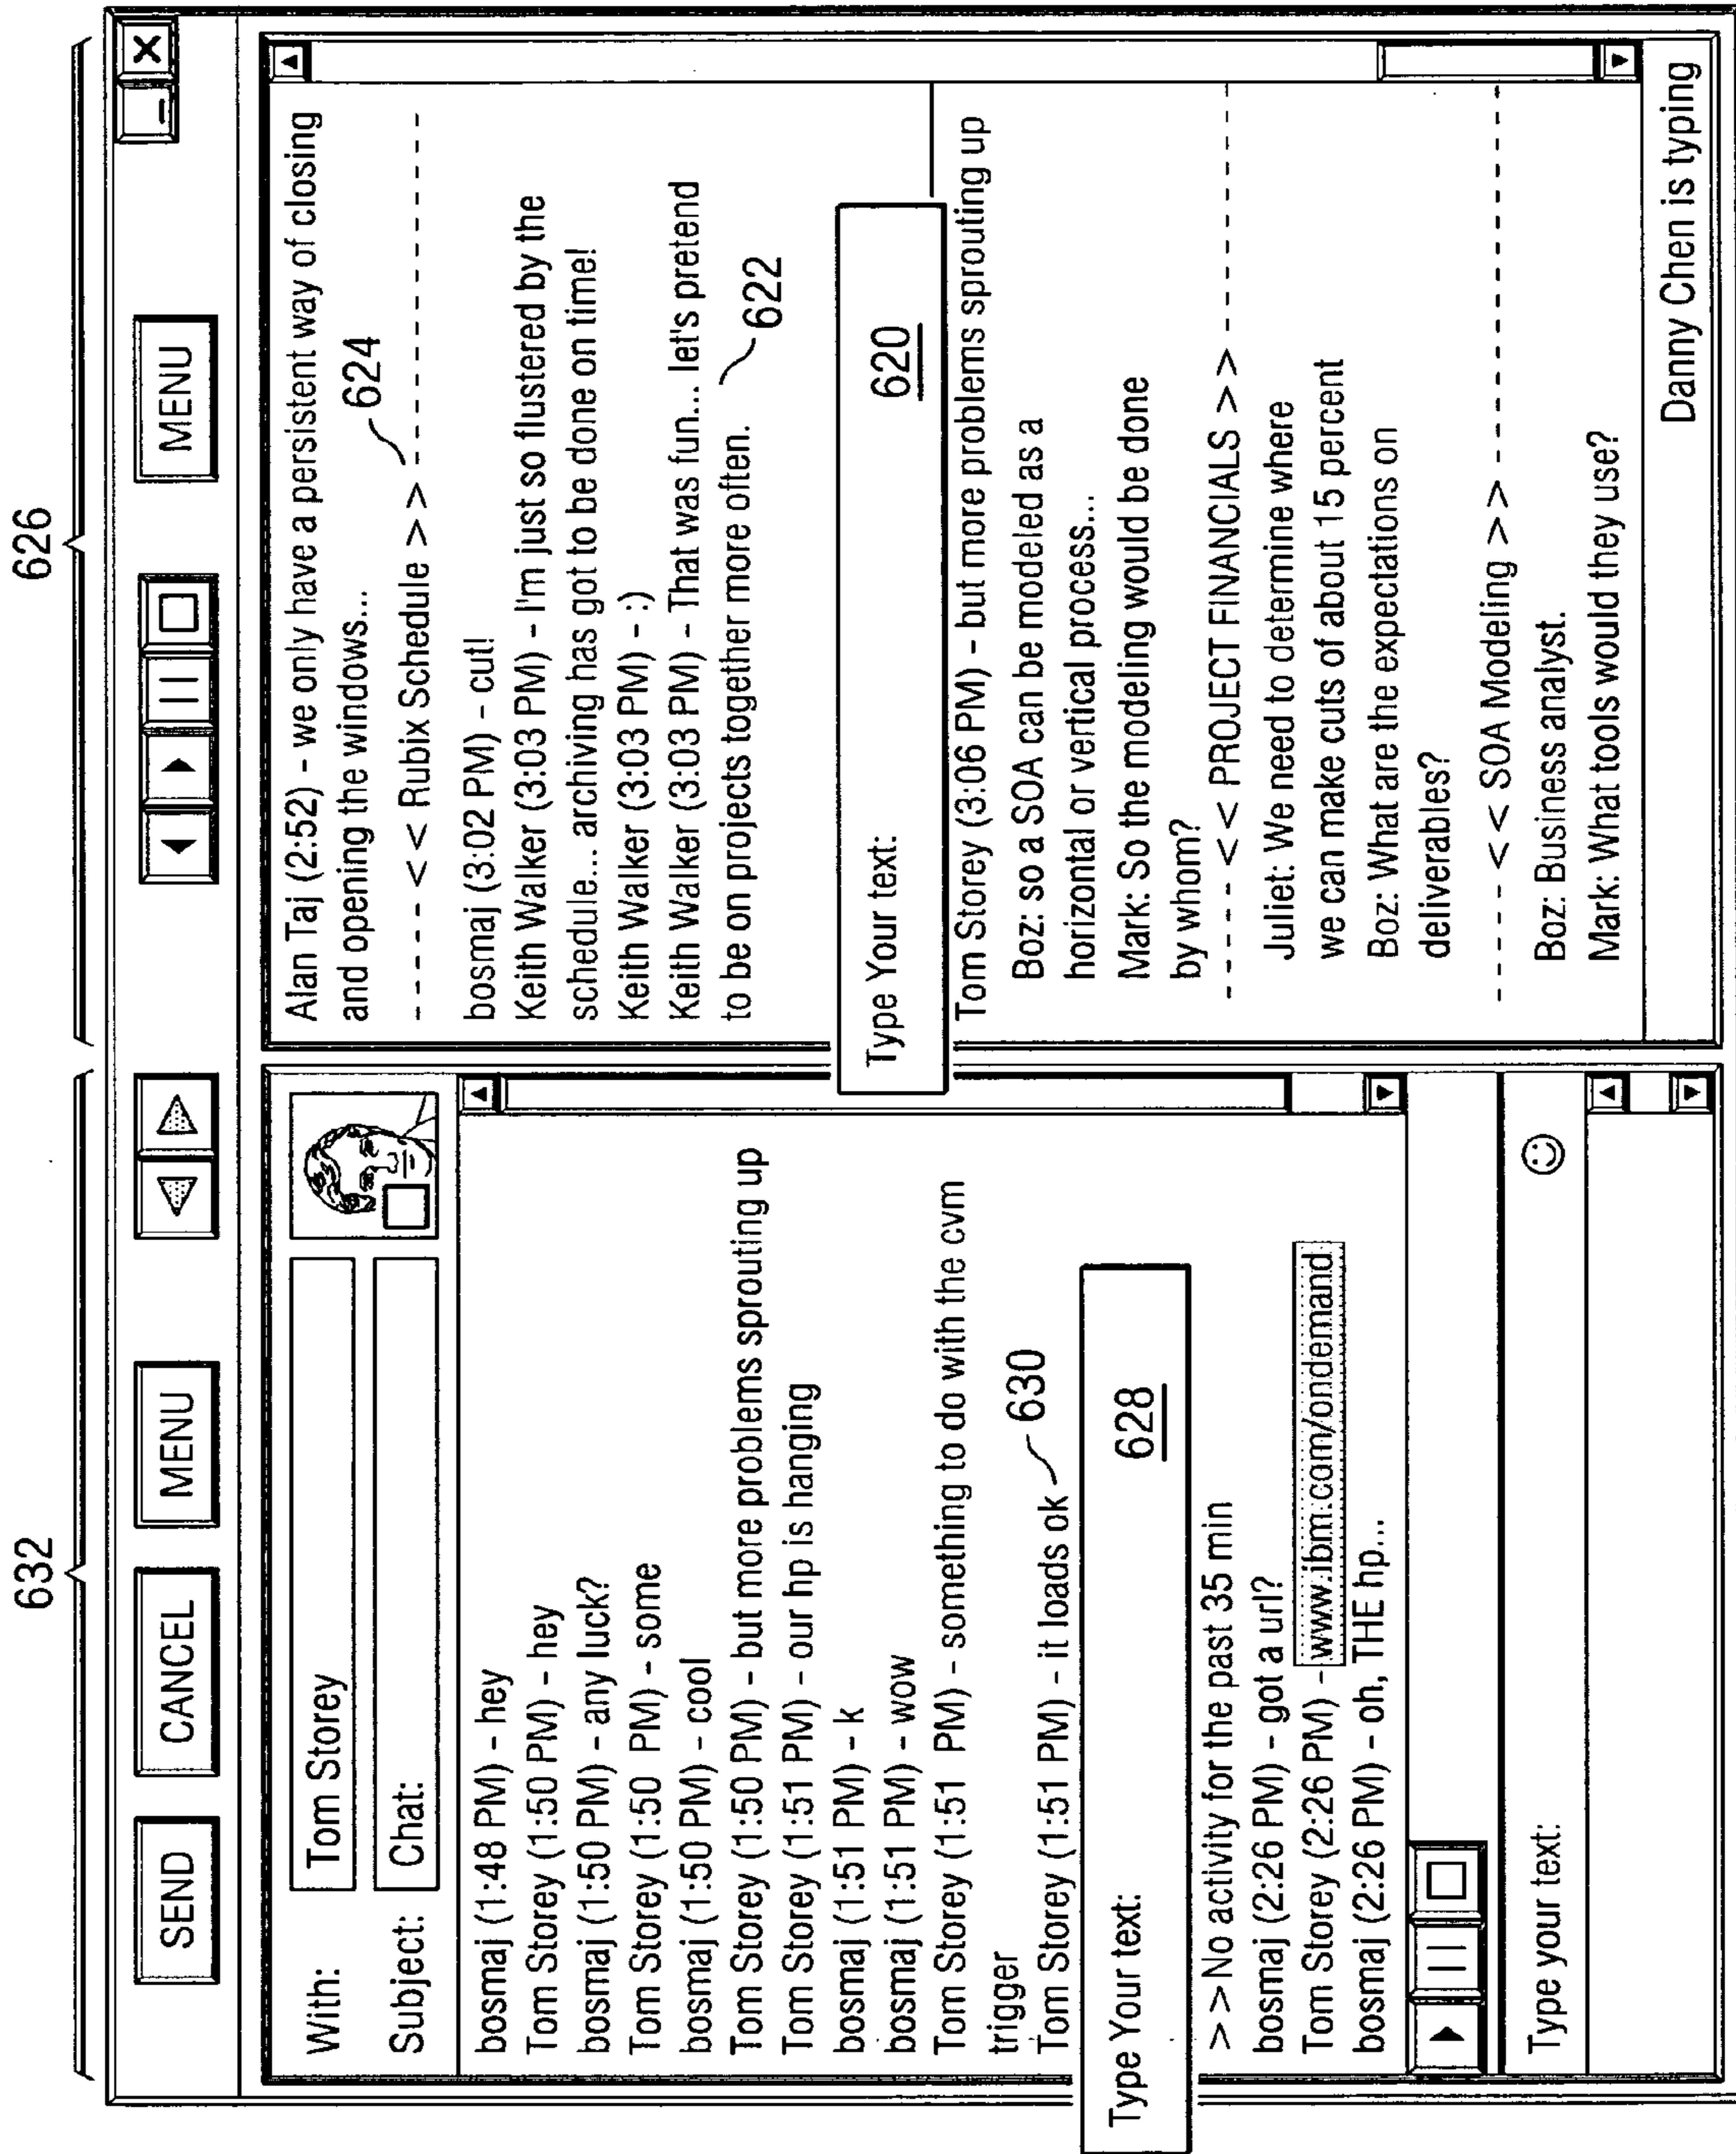 632
626
SEND CANCEL MENU
MENU
With: Tom Storey
Subject: Chat:
bosmaj (1:48 PM) - hey
Tom Storey (1:50 PM) - hey
bosmaj (1:50 PM) - any luck?
Tom Storey (1:50 PM) - some
bosmaj (1:50 PM) - cool
Tom Storey (1:50 PM) - but more problems sprouting up
Tom Storey (1:51 PM) - our hp is hanging
bosmaj (1:51 PM) - k
bosmaj (1:51 PM) - wow
Tom Storey (1:51 PM) - something to do with the cvm
trigger
Tom Storey (1:51 PM) - it loads ok
630
Type Your text:
628
> > No activity for the past 35 min
bosmaj (2:26 PM) - got a url?
Tom Storey (2:26 PM) - www.ibm.com/ondemand
bosmaj (2:26 PM) - oh, THE hp...
Type your text:
Alan Taj (2:52) - we only have a persistent way of closing
and opening the windows...
624
- - - - - < < Rubix Schedule > > - - - - - - - - - - - - - - - -
bosmaj (3:02 PM) - cut!
Keith Walker (3:03 PM) - I'm just so flustered by the
schedule... archiving has got to be done on time!
Keith Walker (3:03 PM) - :)
Keith Walker (3:03 PM) - That was fun... let's pretend
to be on projects together more often.
622
Type Your text:
620
Tom Storey (3:06 PM) - but more problems sprouting up
Boz: so a SOA can be modeled as a
horizontal or vertical process...
Mark: So the modeling would be done
by whom?
- - - - - < < PROJECT FINANCIALS > > - - - - - - - - - -
Juliet: We need to determine where
we can make cuts of about 15 percent
Boz: What are the expectations on
deliverables?
- - - - - < < SOA Modeling > > - - - - - - - - - - - - - - - - -
Boz: Business analyst.
Mark: What tools would they use?
Danny Chen is typing